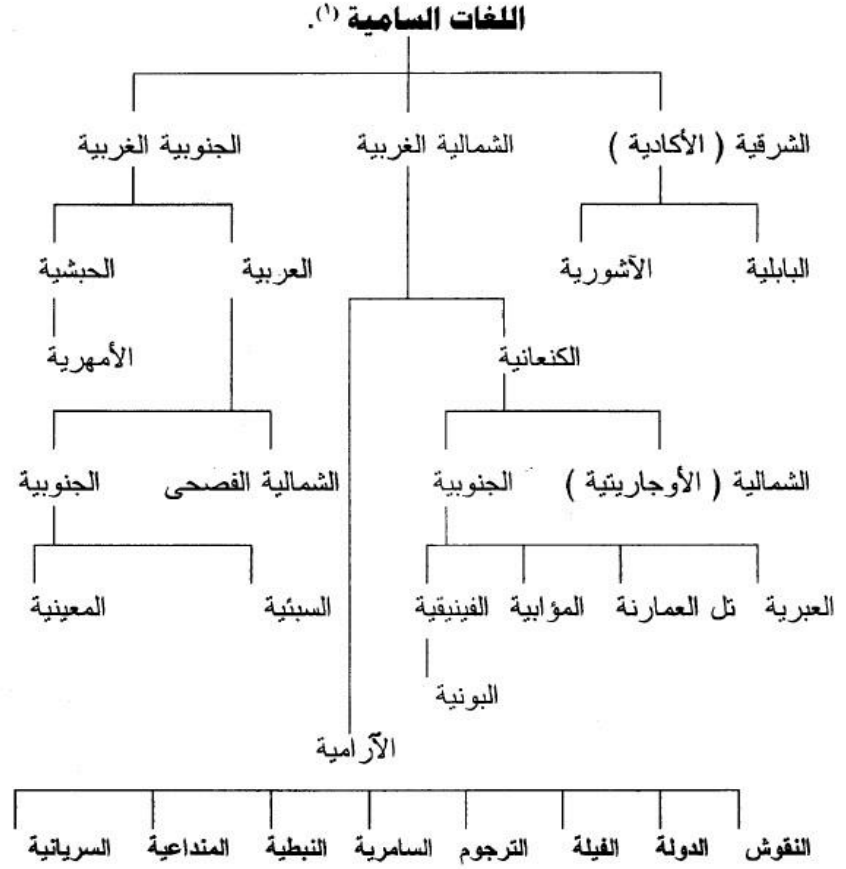 اللغات السامية (١).
الشرقية ( الأكادية ) الشمالية الغربية الجنوبية الغربية
البابلية الآشورية العربية الحبشية
الكنعانية الأمهرية
الشمالية ( الأوجاريتية ) الجنوبية الشمالية الفصحى الجنوبية
العبرية تل العمارنة المؤابية الفينيقية السبئية المعينية
البونية
الآرامية
النقوش الدولة الفيلة الترجوم السامرية النبطية المنداعية السريانية